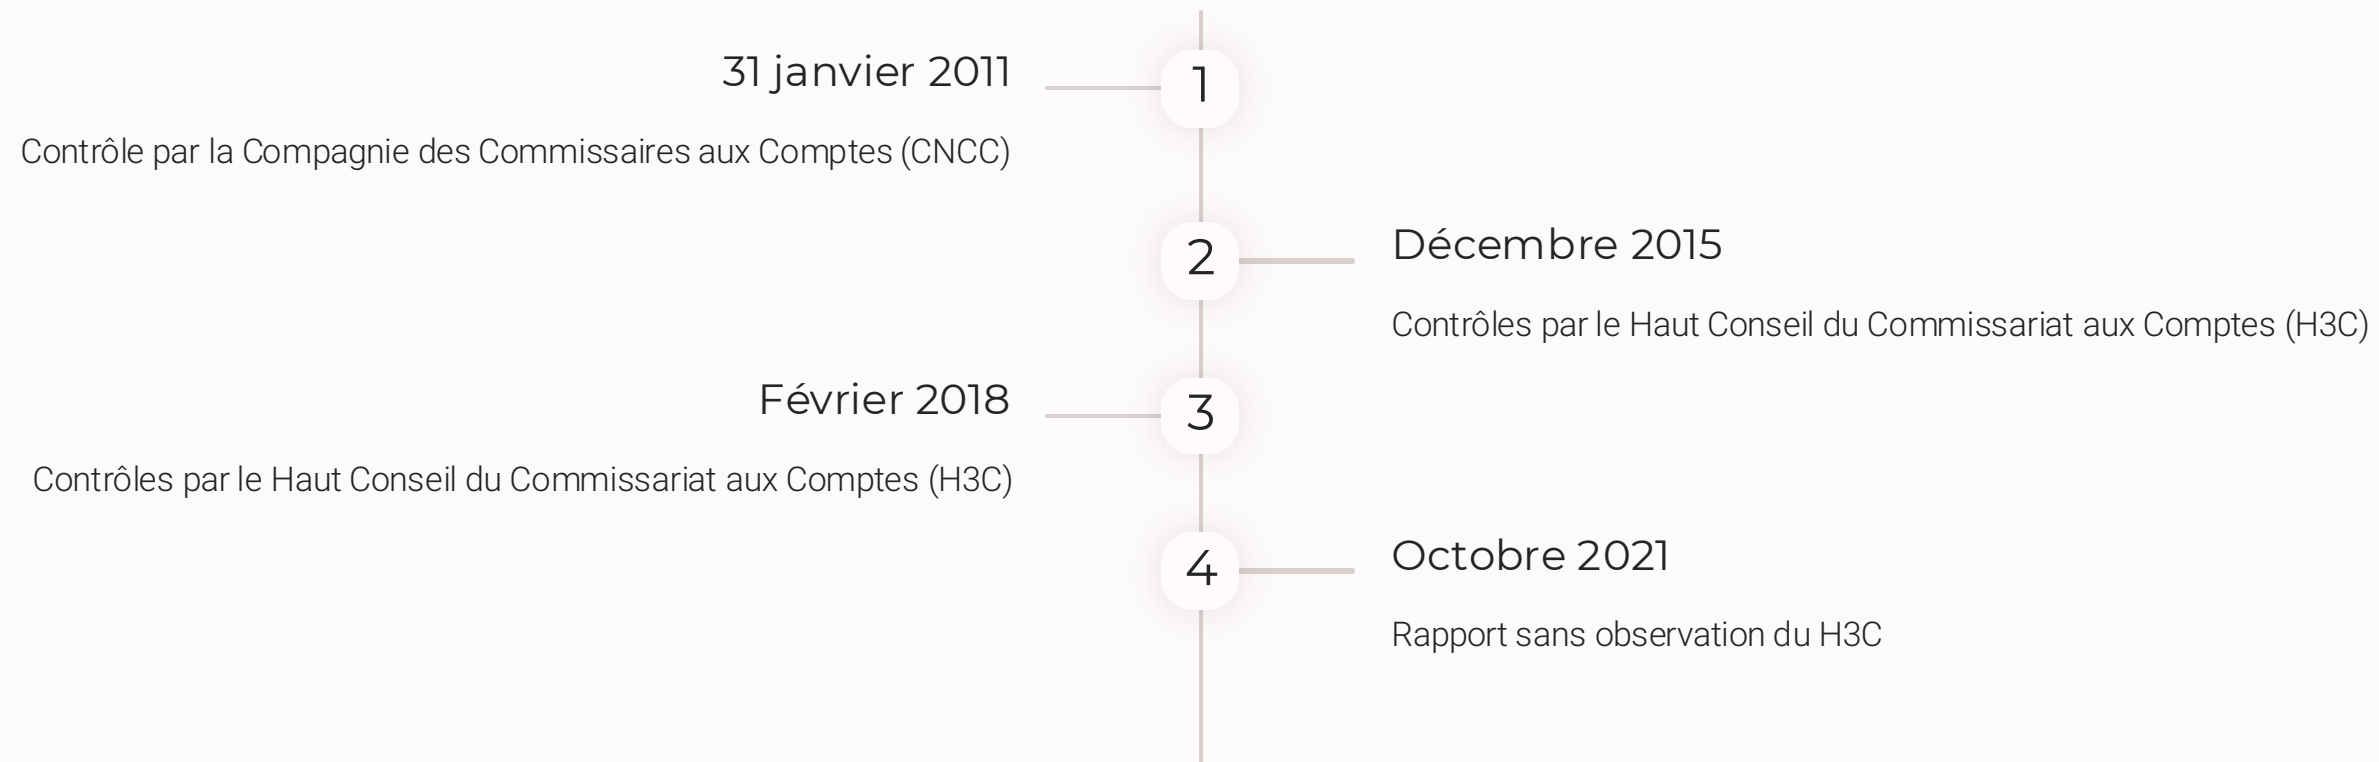 1
31 janvier 2011
Contrôle par la Compagnie des Commissaires aux Comptes (CNCC)
2
Décembre 2015
Contrôles par le Haut Conseil du Commissariat aux Comptes (H3C)
3
Février 2018
Contrôles par le Haut Conseil du Commissariat aux Comptes (H3C)
4
Octobre 2021
Rapport sans observation du H3C